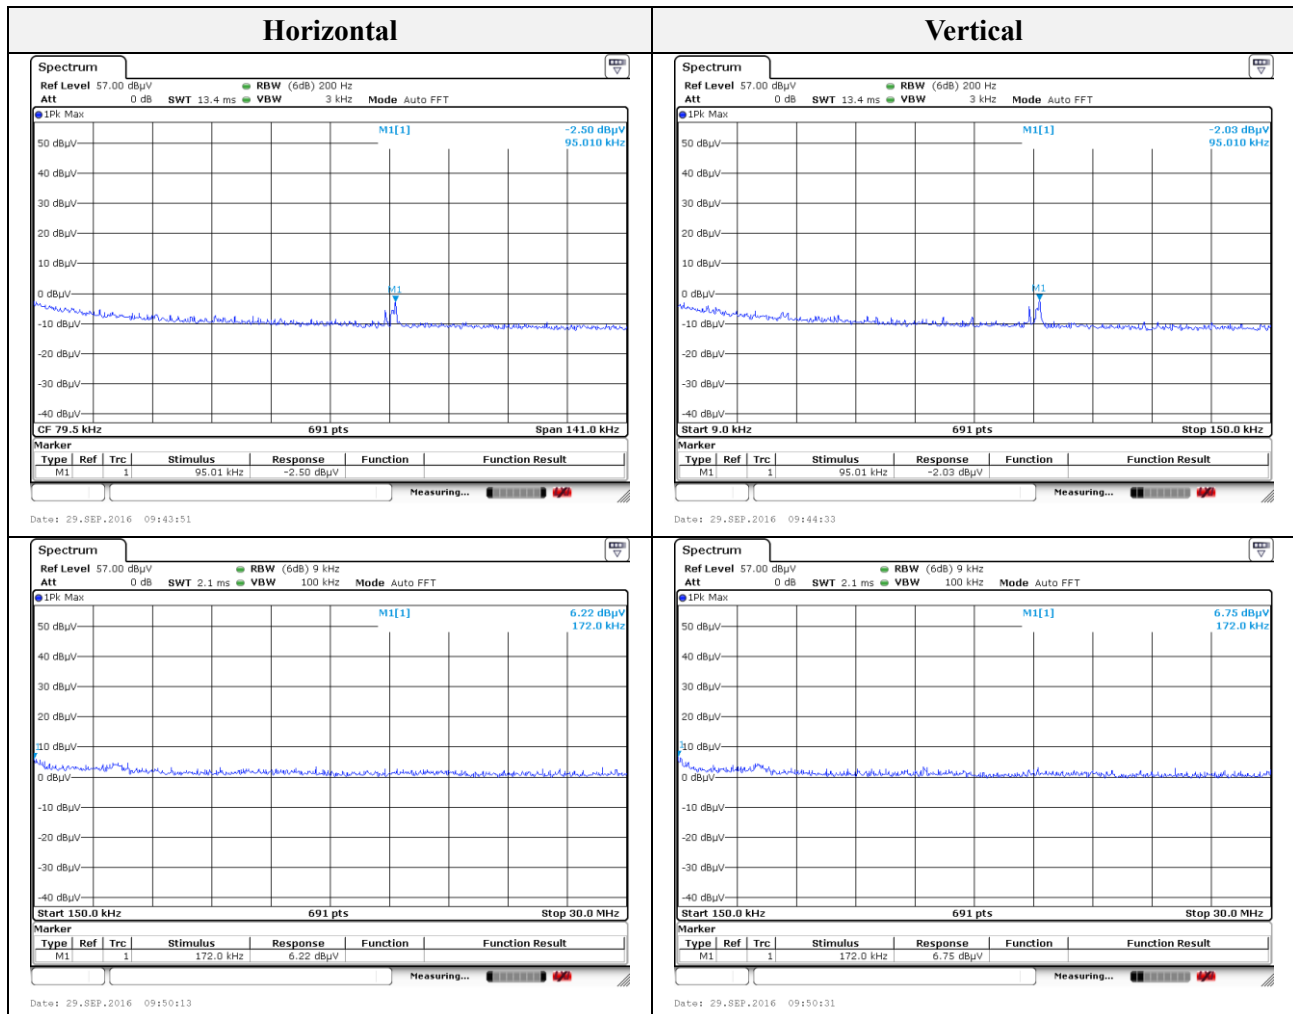 Horizontal
Vertical
Spectrum
Ref Level 57.00 dBµV RBW (6dB) 200 Hz
Att 0 dB SWT 13.4 ms VBW 3 kHz Mode Auto FFT
1Pk Max
M1[1] -2.50 dBµV
95.010 kHz
50 dBµV
40 dBµV
30 dBµV
20 dBµV
10 dBµV
M1
0 dBµV
-10 dBµV
-20 dBµV
-30 dBµV
-40 dBµV
CF 79.5 kHz 691 pts Span 141.0 kHz
Marker
Type Ref Trc Stimulus Response Function Function Result
M1 1 95.01 kHz -2.50 dBµV
Measuring...
Date: 29.SEP.2016 09:43:51
Spectrum
Ref Level 57.00 dBµV RBW (6dB) 200 Hz
Att 0 dB SWT 13.4 ms VBW 3 kHz Mode Auto FFT
1Pk Max
M1[1] -2.03 dBµV
95.010 kHz
50 dBµV
40 dBµV
30 dBµV
20 dBµV
10 dBµV
M1
0 dBµV
-10 dBµV
-20 dBµV
-30 dBµV
-40 dBµV
Start 9.0 kHz 691 pts Stop 150.0 kHz
Marker
Type Ref Trc Stimulus Response Function Function Result
M1 1 95.01 kHz -2.03 dBµV
Measuring...
Date: 29.SEP.2016 09:44:33
Spectrum
Ref Level 57.00 dBµV RBW (6dB) 9 kHz
Att 0 dB SWT 2.1 ms VBW 100 kHz Mode Auto FFT
1Pk Max
M1[1] 6.22 dBµV
172.0 kHz
50 dBµV
40 dBµV
30 dBµV
20 dBµV
10 dBµV
0 dBµV
-10 dBµV
-20 dBµV
-30 dBµV
-40 dBµV
Start 150.0 kHz 691 pts Stop 30.0 MHz
Marker
Type Ref Trc Stimulus Response Function Function Result
M1 1 172.0 kHz 6.22 dBµV
Measuring...
Date: 29.SEP.2016 09:50:13
Spectrum
Ref Level 57.00 dBµV RBW (6dB) 9 kHz
Att 0 dB SWT 2.1 ms VBW 100 kHz Mode Auto FFT
1Pk Max
M1[1] 6.75 dBµV
172.0 kHz
50 dBµV
40 dBµV
30 dBµV
20 dBµV
10 dBµV
0 dBµV
-10 dBµV
-20 dBµV
-30 dBµV
-40 dBµV
Start 150.0 kHz 691 pts Stop 30.0 MHz
Marker
Type Ref Trc Stimulus Response Function Function Result
M1 1 172.0 kHz 6.75 dBµV
Measuring...
Date: 29.SEP.2016 09:50:31